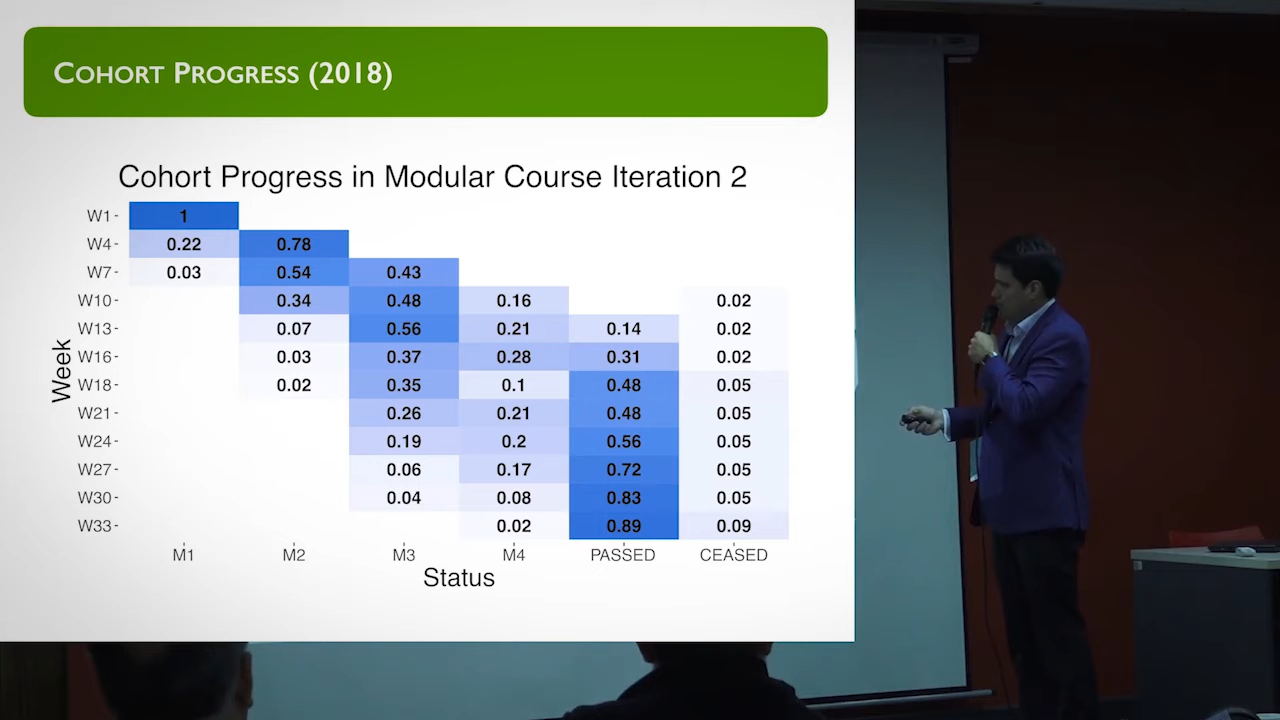 COHORT PROGRESS (2018)
Cohort Progress in Modular Course Iteration 2
W1 1
W4 0.22 0.78
W7 0.03 0.54 0.43
W10 0.34 0.48 0.16 0.02
W13 0.07 0.56 0.21 0.14 0.02
W16 0.03 0.37 0.28 0.31 0.02
W18 0.02 0.35 0.1 0.48 0.05
W21 0.26 0.21 0.48 0.05
W24 0.19 0.2 0.56 0.05
W27 0.06 0.17 0.72 0.05
W30 0.04 0.08 0.83 0.05
W33 0.02 0.89 0.09
Week
M1 M2 M3 M4 PASSED CEASED
Status